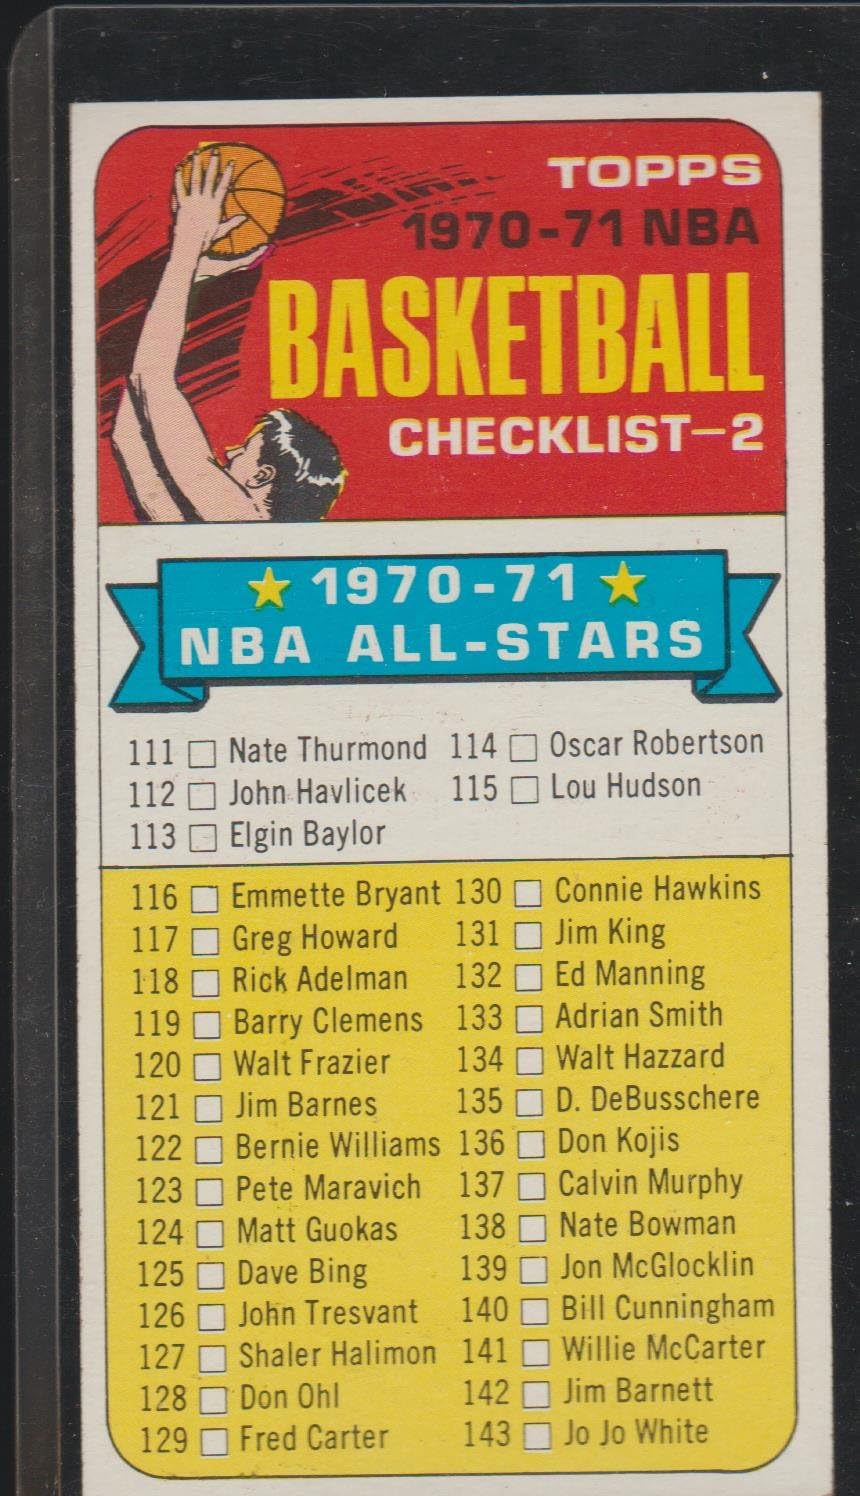 TOPPS
1970-71 NBA
BASKETBALL
CHECKLIST-2
1970-71
NBA ALL-STARS
111 Nate Thurmond
112 John Havlicek
113 Elgin Baylor
114 Oscar Robertson
115 Lou Hudson
116 Emmette Bryant
117 Greg Howard
118 Rick Adelman
119 Barry Clemens
120 Walt Frazier
121 Jim Barnes
122 Bernie Williams
123 Pete Maravich
124 Matt Guokas
125 Dave Bing
126 John Tresvant
127 Shaler Halimon
128 Don Ohl
129 Fred Carter
130 Connie Hawkins
131 Jim King
132 Ed Manning
133 Adrian Smith
134 Walt Hazzard
135 D. DeBusschere
136 Don Kojis
137 Calvin Murphy
138 Nate Bowman
139 Jon McGlocklin
140 Bill Cunningham
141 Willie McCarter
142 Jim Barnett
143 Jo Jo White